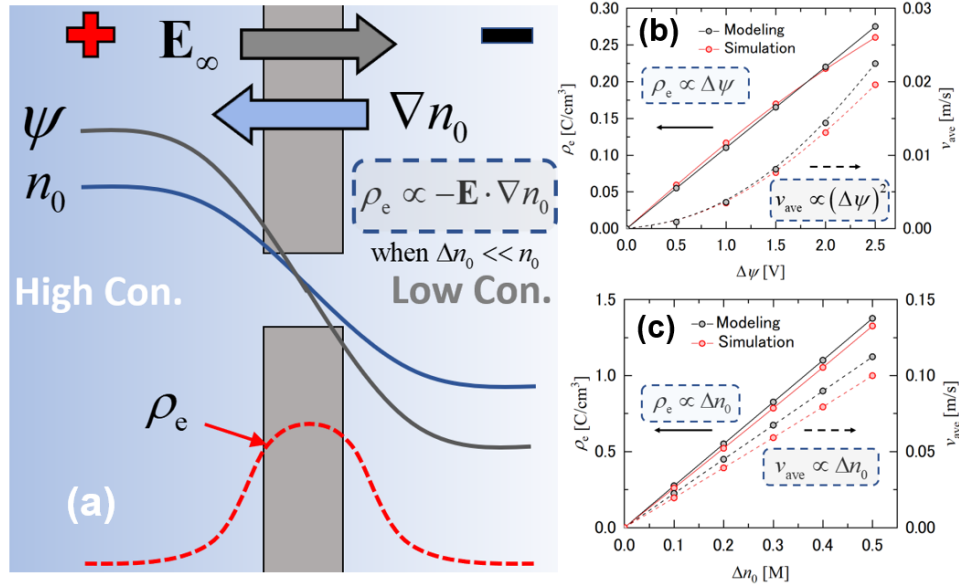 E∞
ψ
∇n₀
n₀
ρₑ ∝ −E · ∇n₀
when Δn₀ << n₀
High Con.
Low Con.
ρₑ
(a)
(b)
Modeling
Simulation
ρₑ ∝ Δψ
v_ave ∝ (Δψ)²
ρₑ [C/cm³]
0.30
0.25
0.20
0.15
0.10
0.05
0.00
v_ave [m/s]
0.03
0.02
0.01
0.00
0.0 0.5 1.0 1.5 2.0 2.5
Δψ [V]
(c)
Modeling
Simulation
ρₑ ∝ Δn₀
v_ave ∝ Δn₀
ρₑ [C/cm³]
1.5
1.0
0.5
0.0
v_ave [m/s]
0.15
0.10
0.05
0.00
0.0 0.1 0.2 0.3 0.4 0.5
Δn₀ [M]